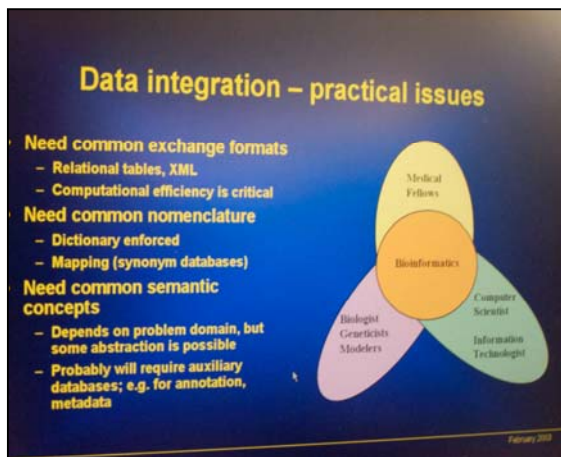 Data integration – practical issues
Need common exchange formats
– Relational tables, XML
– Computational efficiency is critical
Need common nomenclature
– Dictionary enforced
– Mapping (synonym databases)
Need common semantic
concepts
– Depends on problem domain, but
some abstraction is possible
– Probably will require auxiliary
databases; e.g. for annotation,
metadata
Medical
Fellows
Bioinformatics
Biologist
Geneticists
Modelers
Computer
Scientist
Information
Technologist
February